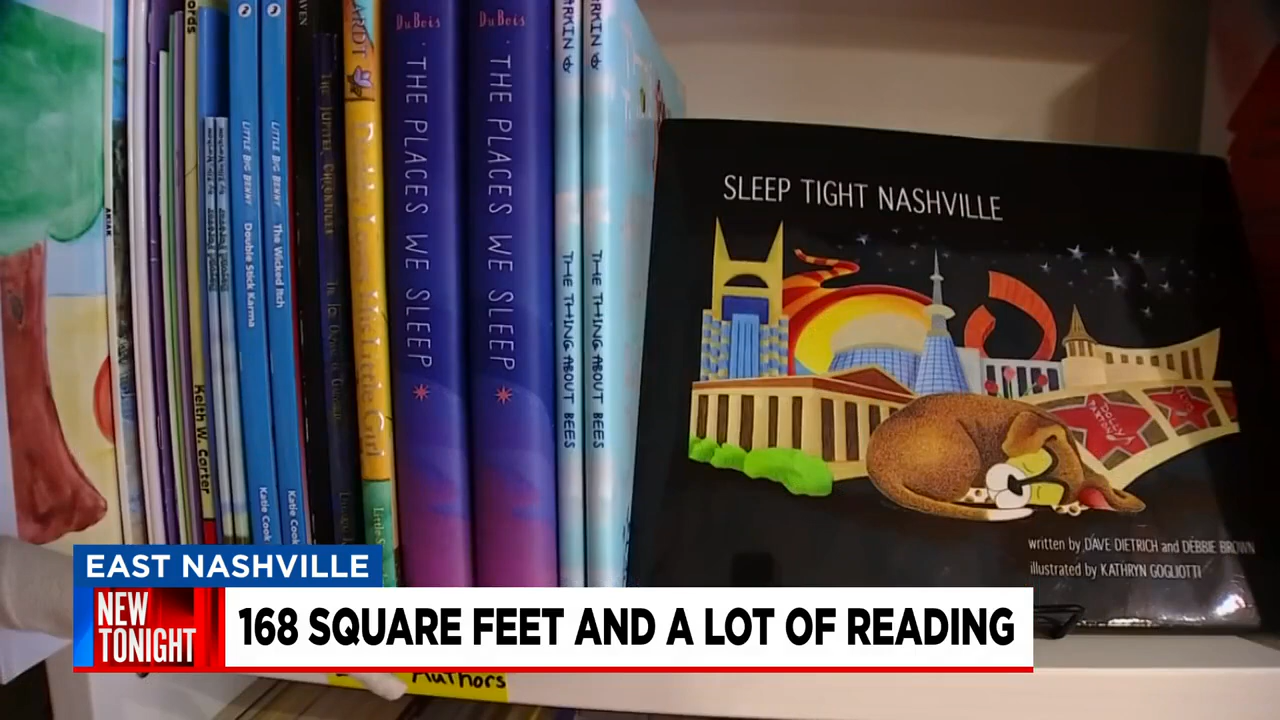 DuBois
THE PLACES WE SLEEP
DuBois
THE PLACES WE SLEEP
LARKIN
THE THING ABOUT BEES
THE THING ABOUT BEES
LITTLE BIG BENNY Double Stick Karma
Katie Cook
LITTLE BIG BENNY The Wicked Itch
Katie Cook
Keith W. Carter
SLEEP TIGHT NASHVILLE
DOLLY PARTON
written by DAVE DIETRICH and DEBBIE BROWN
illustrated by KATHRYN GOGLIOTTI
EAST NASHVILLE
NEW TONIGHT
168 SQUARE FEET AND A LOT OF READING
Authors